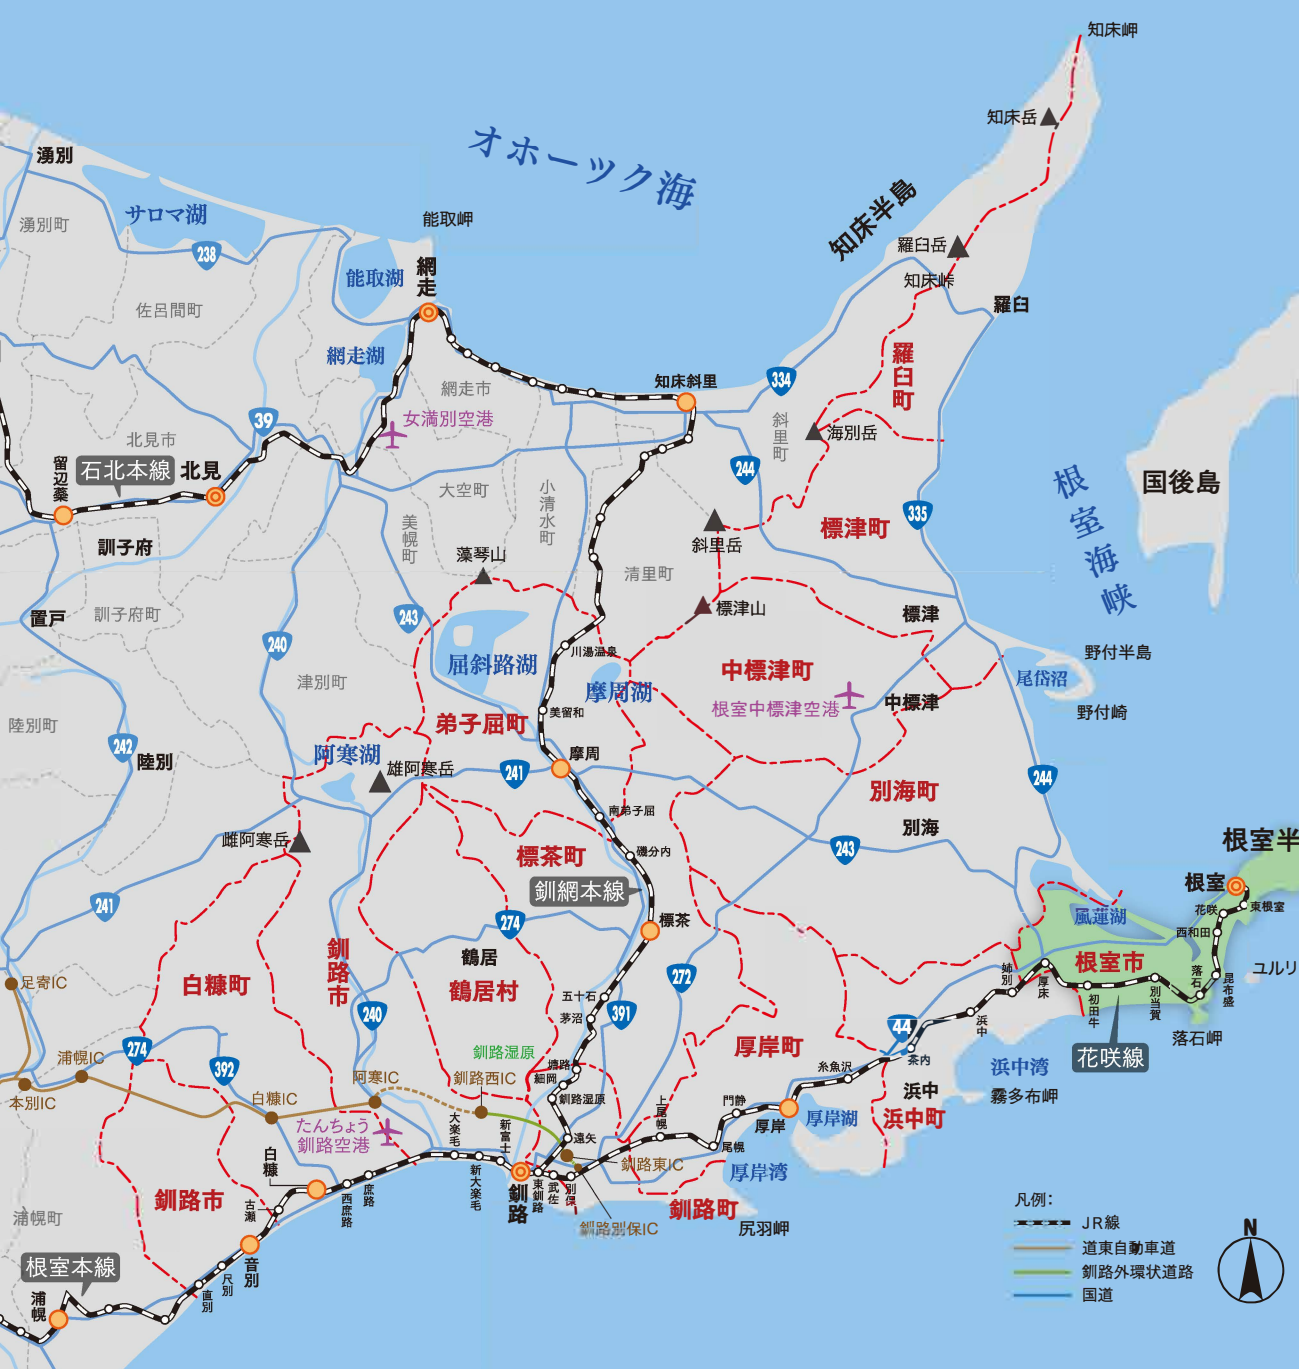 知床岬
知床岳
オホーツク海
湧別
サロマ湖
湧別町
238
能取岬
知床半島
羅臼岳
知床峠
羅臼
能取湖
網走
佐呂間町
網走湖
網走市
女満別空港
知床斜里
334
羅臼町
斜里町
海別岳
39
北見市
留辺蘂
石北本線
北見
244
大空町
小清水町
美幌町
国後島
根室海峡
335
標津町
斜里岳
訓子府
藻琴山
清里町
置戸
訓子府町
243
標津山
標津
240
川湯温泉
屈斜路湖
摩周湖
中標津町
根室中標津空港
中標津
尾岱沼
野付半島
野付崎
津別町
美留和
弟子屈町
陸別町
242
陸別
阿寒湖
雄阿寒岳
摩周
241
244
別海町
南弟子屈
別海
雌阿寒岳
標茶町
磯分内
243
根室半
釧網本線
根室
241
274
標茶
風蓮湖
花咲
東根室
西和田
釧路市
鶴居
鶴居村
根室市
足寄IC
白糠町
272
姉別
厚床
初田牛
別当賀
落石
昆布盛
ユルリ
五十石
茅沼
391
240
浜中
落石岬
274
浦幌IC
釧路湿原
厚岸町
44
茶内
花咲線
392
阿寒IC
釧路西IC
塘路
細岡
糸魚沢
浜中湾
霧多布岬
本別IC
白糠IC
釧路湿原
上尾幌
門静
厚岸
厚岸湖
浜中
浜中町
たんちょう
釧路空港
大楽毛
新富士
遠矢
尾幌
白糠
新大楽毛
釧路東IC
厚岸湾
釧路市
古瀬
西庶路
庶路
釧路
東釧路
武佐
別保
釧路町
尻羽岬
釧路別保IC
浦幌町
根室本線
音別
尺別
直別
浦幌
凡例：
JR線
道東自動車道
釧路外環状道路
国道
N